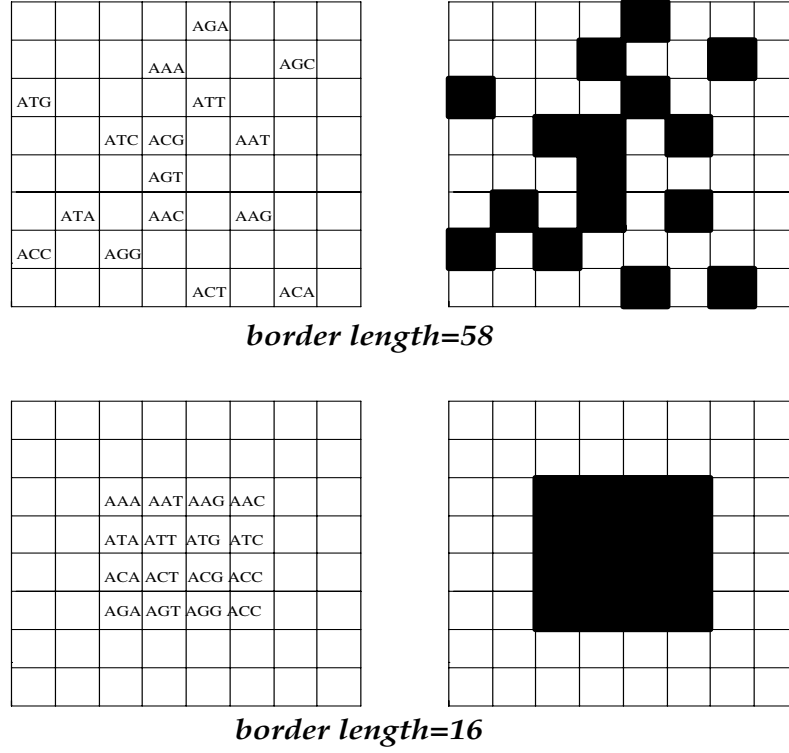 AGA
AAA AGC
ATG ATT
ATC ACG AAT
AGT
ATA AAC AAG
ACC AGG
ACT ACA
border length=58
AAA AAT AAG AAC
ATA ATT ATG ATC
ACA ACT ACG ACC
AGA AGT AGG ACC
border length=16